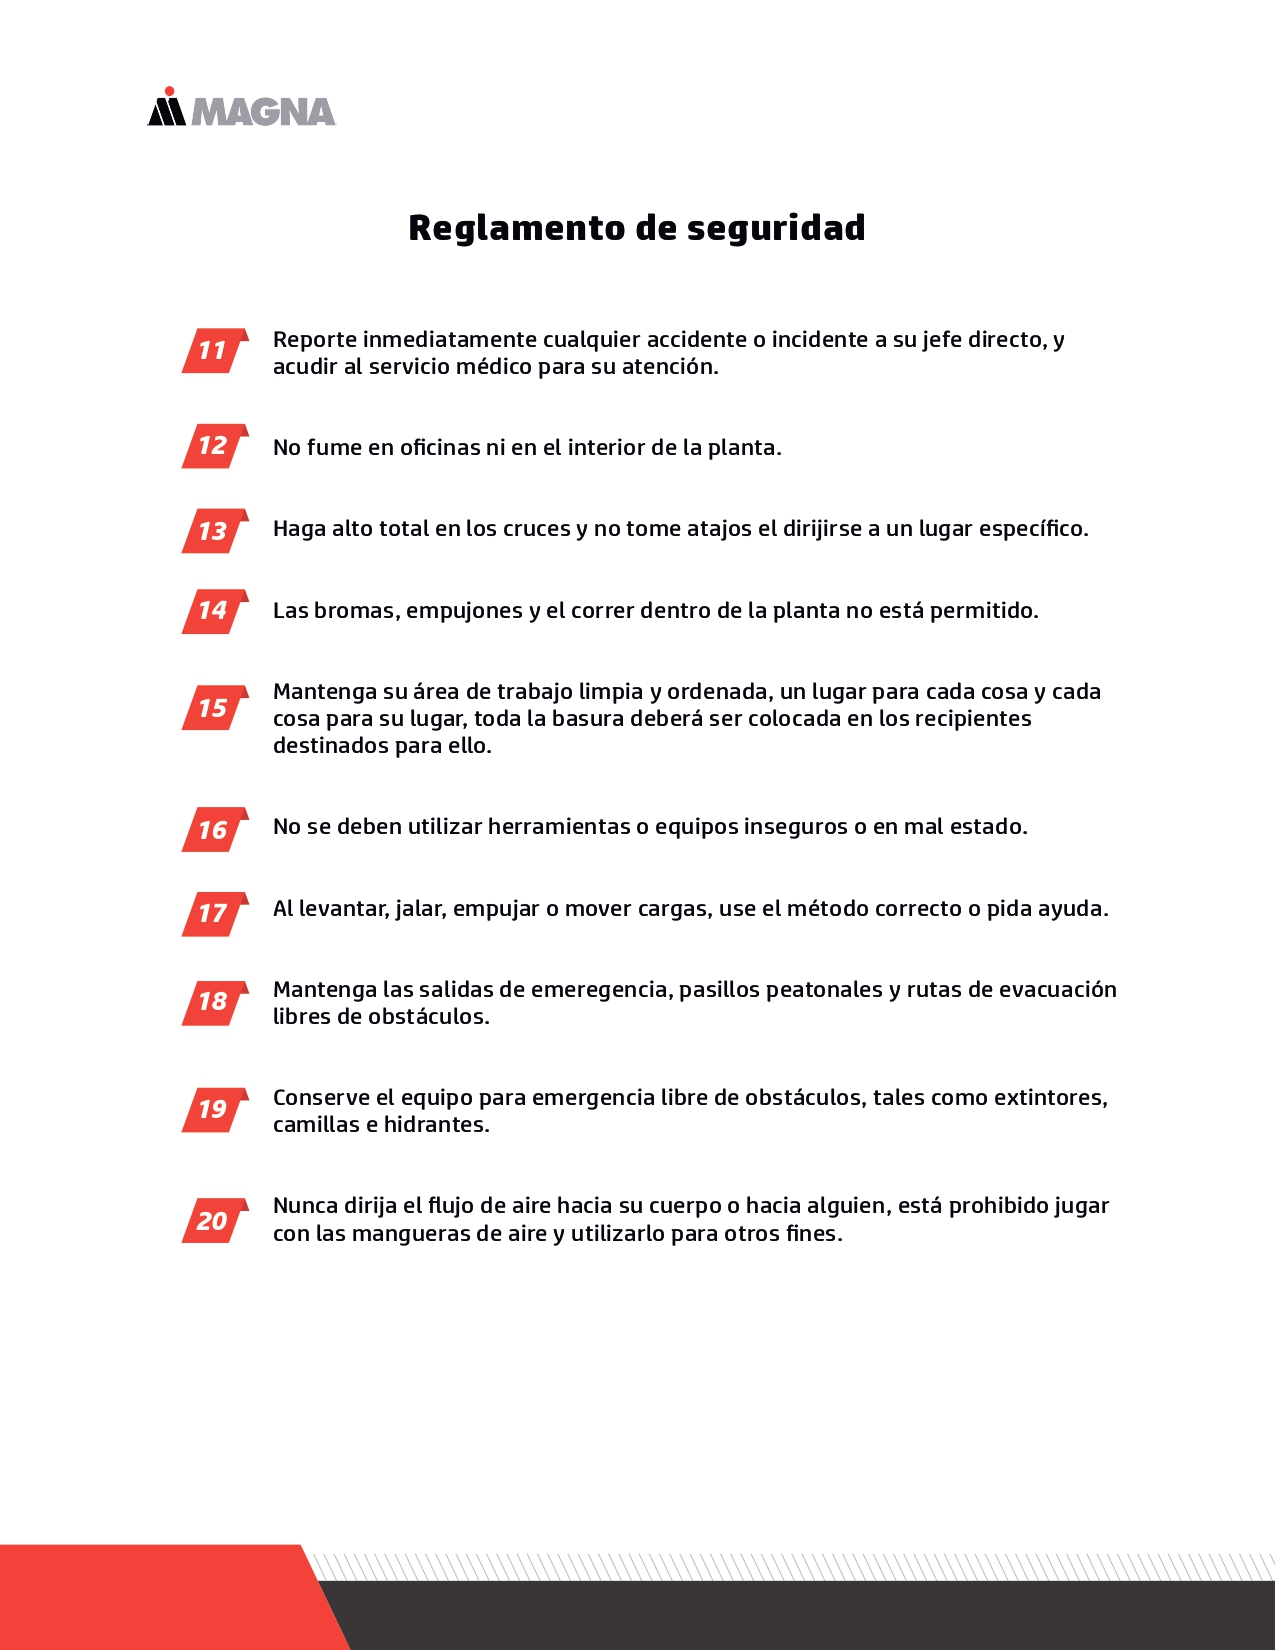 MAGNA
Reglamento de seguridad
11
Reporte inmediatamente cualquier accidente o incidente a su jefe directo, y
acudir al servicio médico para su atención.
12
No fume en oficinas ni en el interior de la planta.
13
Haga alto total en los cruces y no tome atajos el dirijirse a un lugar específico.
14
Las bromas, empujones y el correr dentro de la planta no está permitido.
15
Mantenga su área de trabajo limpia y ordenada, un lugar para cada cosa y cada
cosa para su lugar, toda la basura deberá ser colocada en los recipientes
destinados para ello.
16
No se deben utilizar herramientas o equipos inseguros o en mal estado.
17
Al levantar, jalar, empujar o mover cargas, use el método correcto o pida ayuda.
18
Mantenga las salidas de emeregencia, pasillos peatonales y rutas de evacuación
libres de obstáculos.
19
Conserve el equipo para emergencia libre de obstáculos, tales como extintores,
camillas e hidrantes.
20
Nunca dirija el flujo de aire hacia su cuerpo o hacia alguien, está prohibido jugar
con las mangueras de aire y utilizarlo para otros fines.